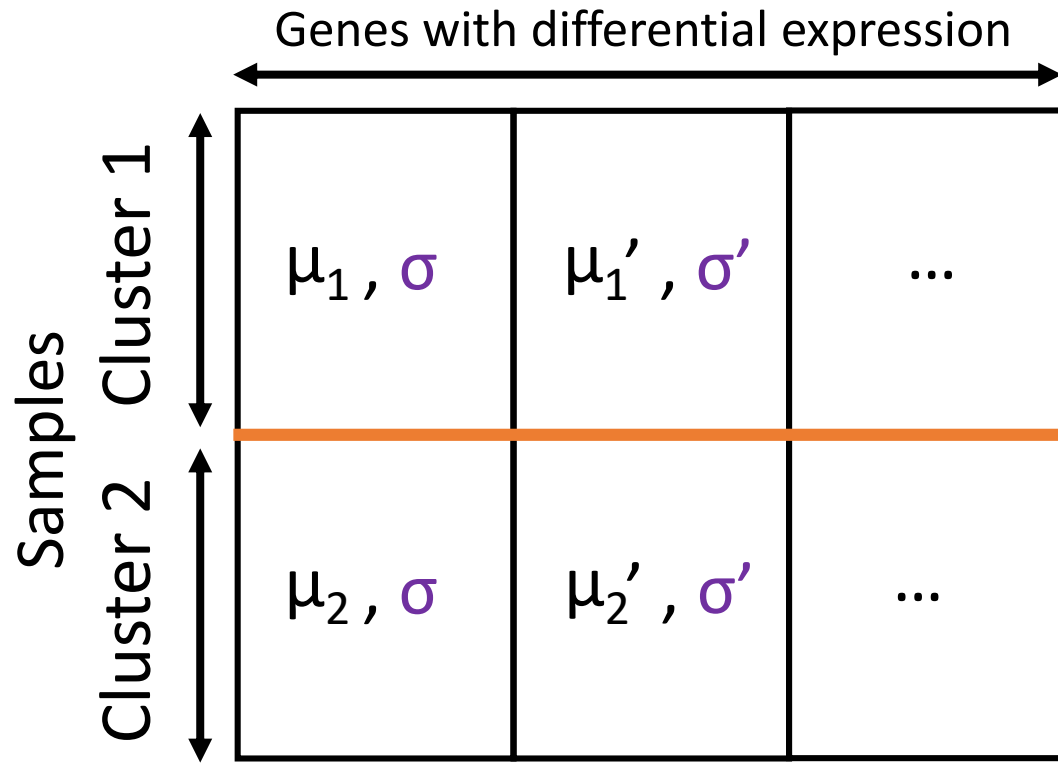 Genes with differential expression
Samples
Cluster 1
μ₁ , σ
μ₁′ , σ′
...
Cluster 2
μ₂ , σ
μ₂′ , σ′
...